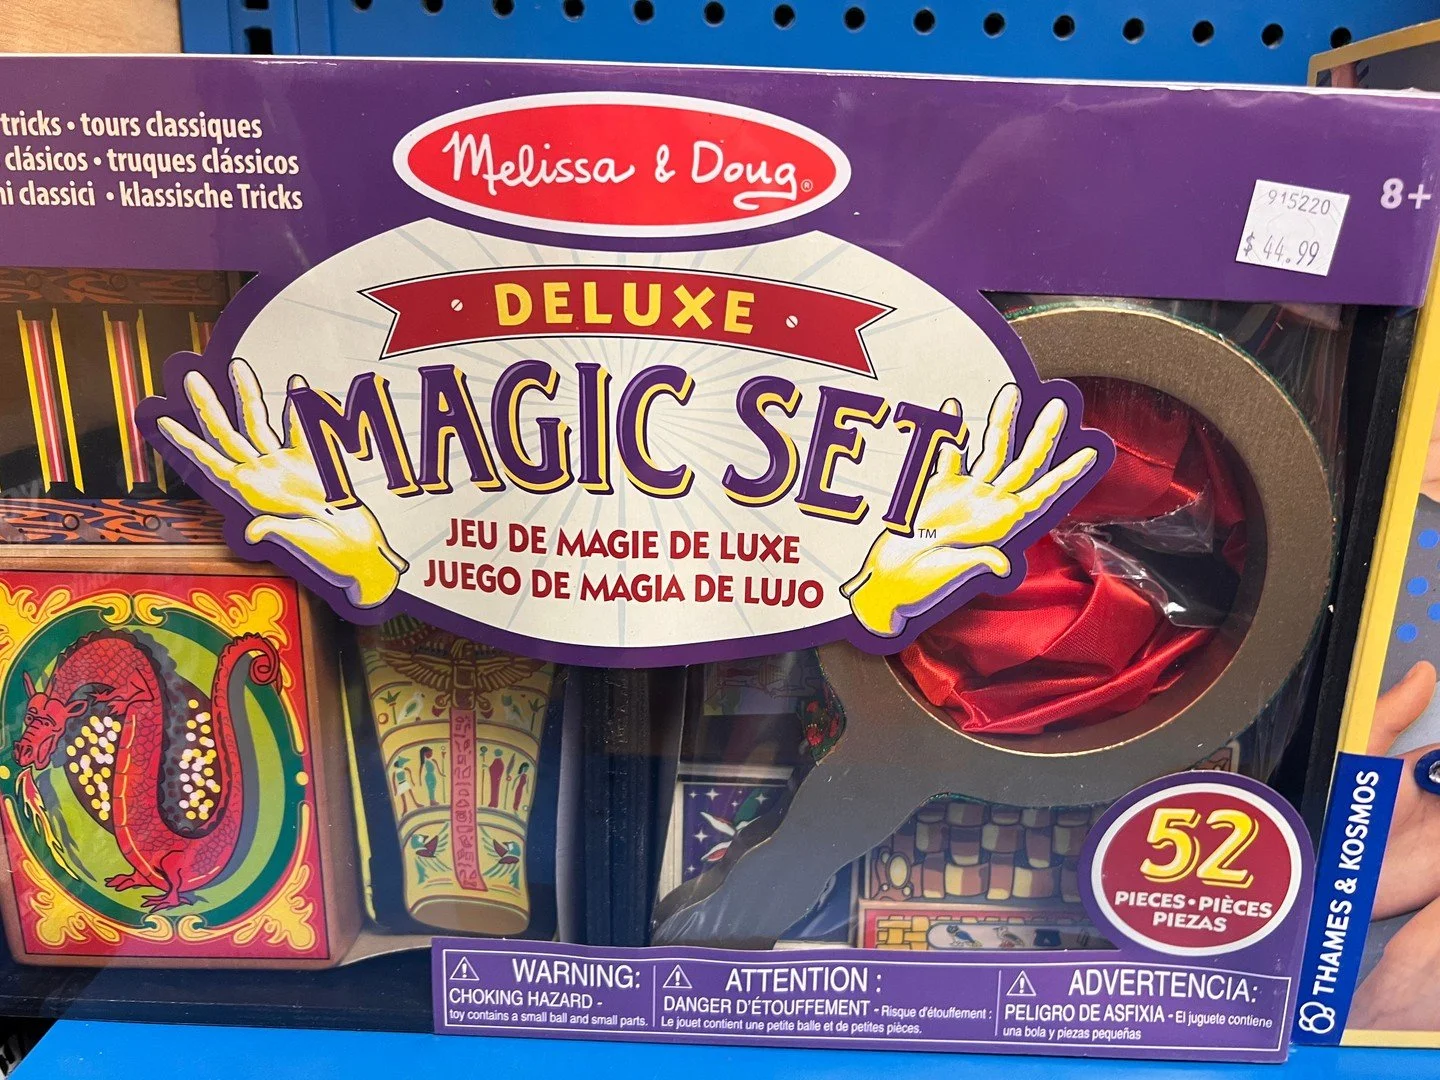 tricks • tours classiques
clásicos • truques clássicos
classici • klassische Tricks
Melissa & Doug®
915220
$ 44.99
8+
DELUXE
MAGIC SET™
JEU DE MAGIE DE LUXE
JUEGO DE MAGIA DE LUJO
52
PIECES • PIÈCES
PIEZAS
WARNING:
CHOKING HAZARD -
toy contains a small ball and small parts.
ATTENTION :
DANGER D'ÉTOUFFEMENT - Risque d'étouffement :
Le jouet contient une petite balle et de petites pièces.
ADVERTENCIA:
PELIGRO DE ASFIXIA - El juguete contiene
una bola y piezas pequeñas
THAMES & KOSMOS